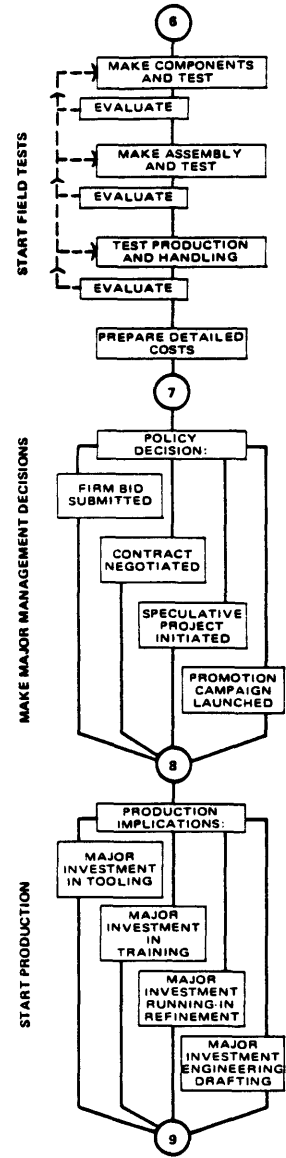 6
START FIELD TESTS
MAKE COMPONENTS
AND TEST
EVALUATE
MAKE ASSEMBLY
AND TEST
EVALUATE
TEST PRODUCTION
AND HANDLING
EVALUATE
PREPARE DETAILED
COSTS
7
MAKE MAJOR MANAGEMENT DECISIONS
POLICY
DECISION:
FIRM BID
SUBMITTED
CONTRACT
NEGOTIATED
SPECULATIVE
PROJECT
INITIATED
PROMOTION
CAMPAIGN
LAUNCHED
8
START PRODUCTION
PRODUCTION
IMPLICATIONS:
MAJOR
INVESTMENT
IN TOOLING
MAJOR
INVESTMENT
IN
TRAINING
MAJOR
INVESTMENT
RUNNING-IN
REFINEMENT
MAJOR
INVESTMENT
ENGINEERING
DRAFTING
9